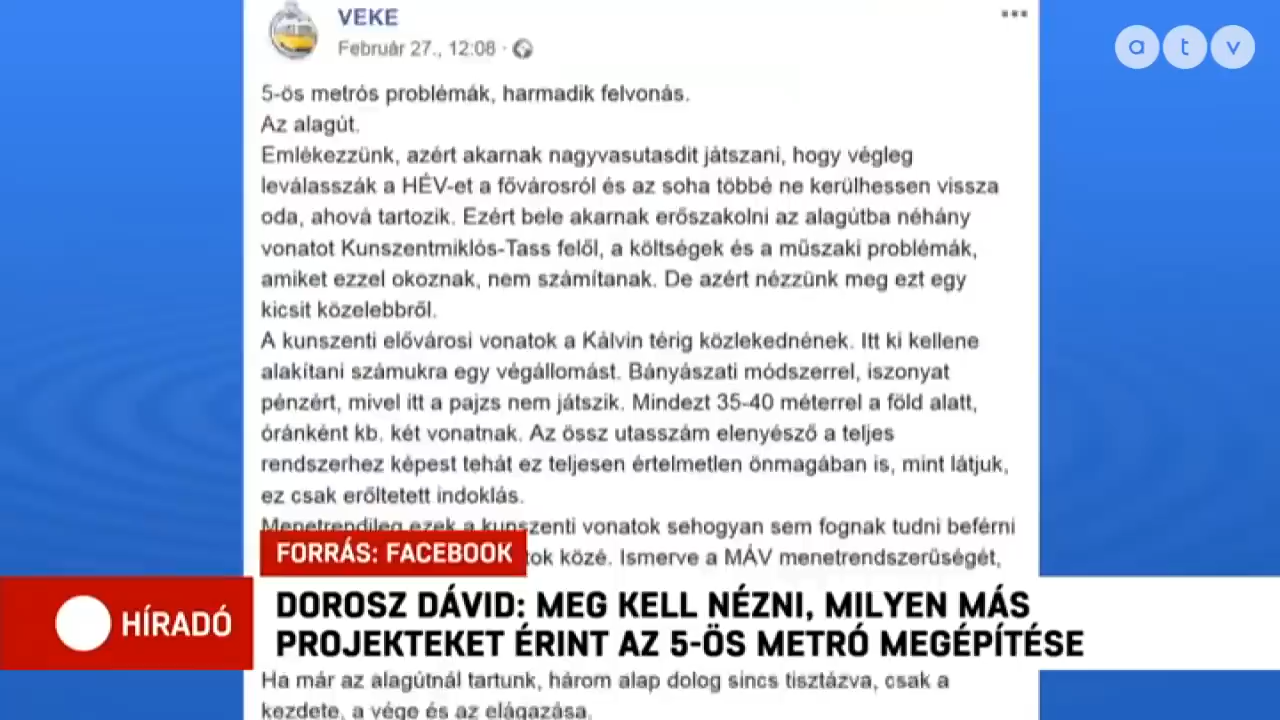 VEKE
Február 27., 12:08 ·
a t v
5-ös metrós problémák, harmadik felvonás.
Az alagút.
Emlékezzünk, azért akarnak nagyvasutasdit játszani, hogy végleg
leválasszák a HÉV-et a fővárosról és az soha többé ne kerülhessen vissza
oda, ahová tartozik. Ezért bele akarnak erőszakolni az alagútba néhány
vonatot Kunszentmiklós-Tass felől, a költségek és a műszaki problémák,
amiket ezzel okoznak, nem számítanak. De azért nézzünk meg ezt egy
kicsit közelebbről.
A kunszenti elővárosi vonatok a Kálvin térig közlekednének. Itt ki kellene
alakítani számukra egy végállomást. Bányászati módszerrel, iszonyat
pénzért, mivel itt a pajzs nem játszik. Mindezt 35-40 méterrel a föld alatt,
óránként kb. két vonatnak. Az össz utasszám elenyésző a teljes
rendszerhez képest tehát ez teljesen értelmetlen önmagában is, mint látjuk,
ez csak erőltetett indoklás.
Menetrendileg ezek a kunszenti vonatok sehogyan sem fognak tudni beférni
tok közé. Ismerve a MÁV menetrendszerűségét,
FORRÁS: FACEBOOK
HÍRADÓ
DOROSZ DÁVID: MEG KELL NÉZNI, MILYEN MÁS
PROJEKTEKET ÉRINT AZ 5-ÖS METRÓ MEGÉPÍTÉSE
Ha már az alagútnál tartunk, három alap dolog sincs tisztázva, csak a
kezdete, a vége és az elágazása.